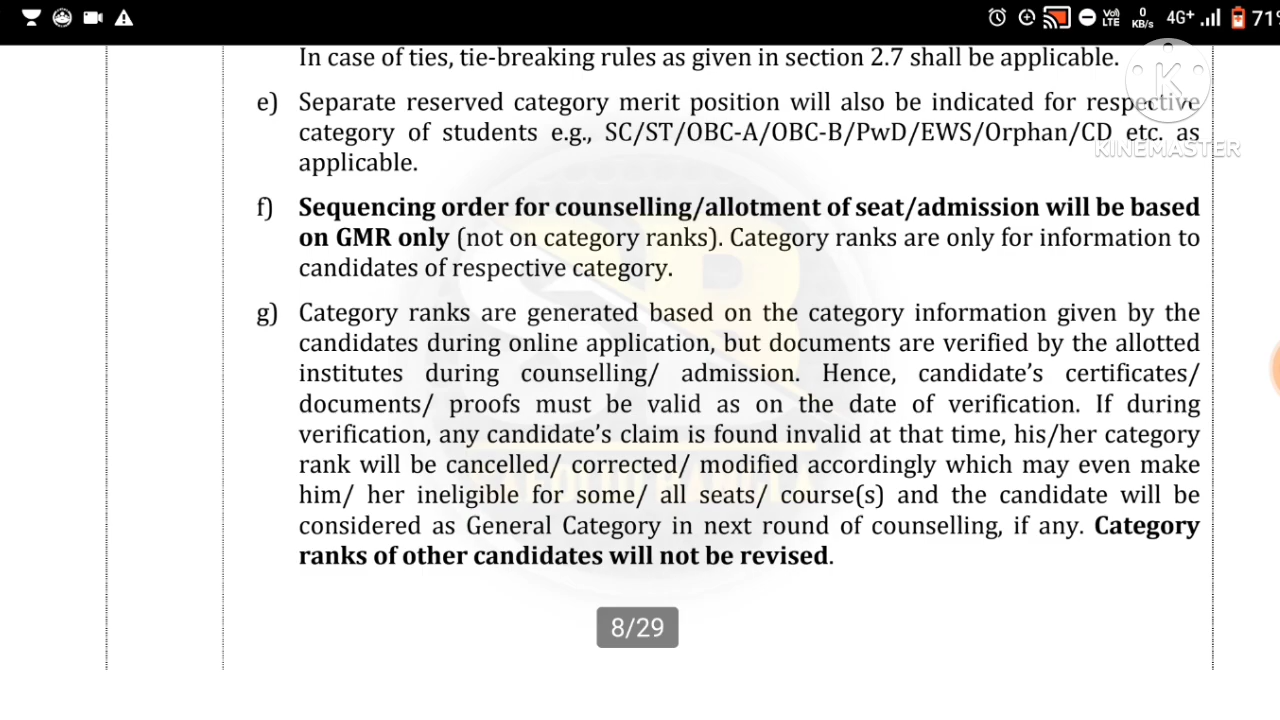 Vo)) LTE 0 KB/s 4G+ 71%
In case of ties, tie-breaking rules as given in section 2.7 shall be applicable.
K
e) Separate reserved category merit position will also be indicated for respective
category of students e.g., SC/ST/OBC-A/OBC-B/PwD/EWS/Orphan/CD etc. as
KINEMASTER
applicable.
f) Sequencing order for counselling/allotment of seat/admission will be based
on GMR only (not on category ranks). Category ranks are only for information to
candidates of respective category.
g) Category ranks are generated based on the category information given by the
candidates during online application, but documents are verified by the allotted
institutes during counselling/ admission. Hence, candidate's certificates/
documents/ proofs must be valid as on the date of verification. If during
verification, any candidate's claim is found invalid at that time, his/her category
rank will be cancelled/ corrected/ modified accordingly which may even make
him/ her ineligible for some/ all seats/ course(s) and the candidate will be
considered as General Category in next round of counselling, if any. Category
ranks of other candidates will not be revised.
8/29